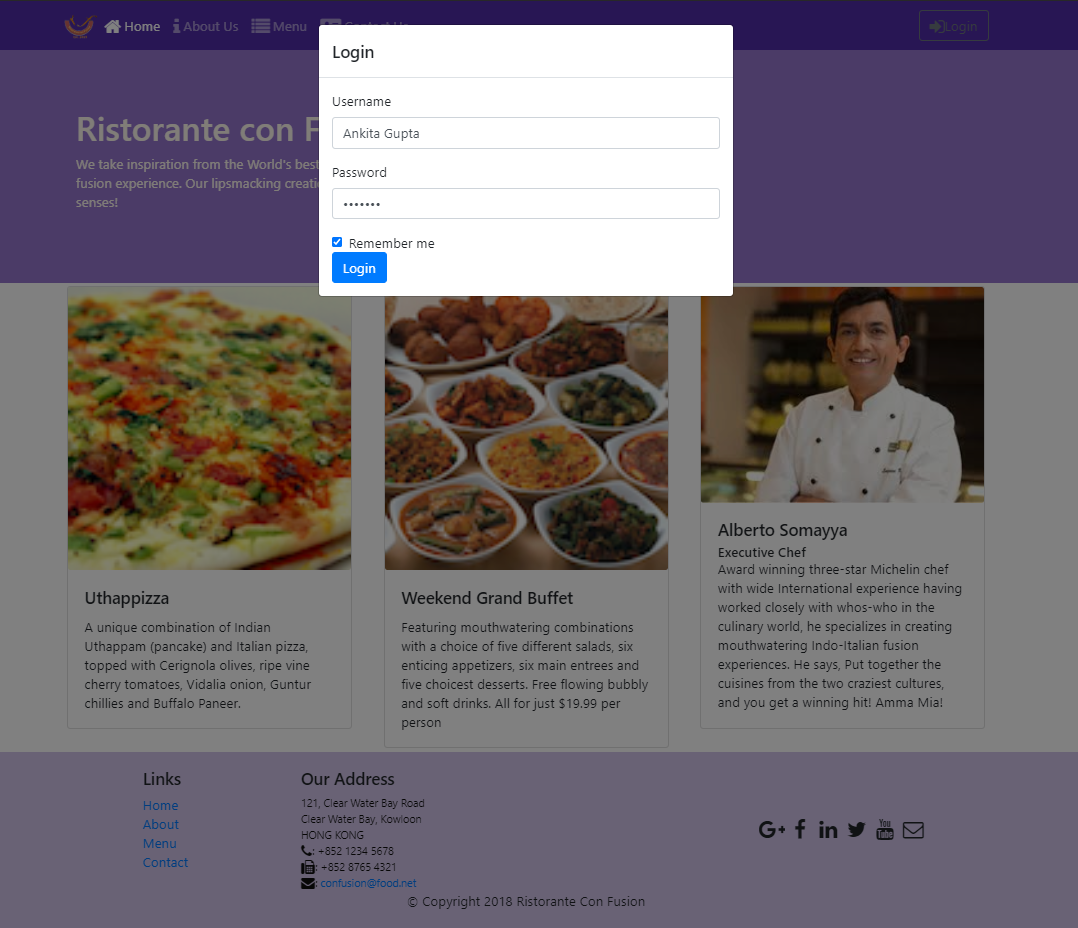 Home About Us Menu Contact Us Login
Login
Username
Ankita Gupta
Password
•••••••
Remember me
Login
Ristorante con F
We take inspiration from the World's best
fusion experience. Our lipsmacking creati
senses!
Uthappizza
A unique combination of Indian
Uthappam (pancake) and Italian pizza,
topped with Cerignola olives, ripe vine
cherry tomatoes, Vidalia onion, Guntur
chillies and Buffalo Paneer.
Weekend Grand Buffet
Featuring mouthwatering combinations
with a choice of five different salads, six
enticing appetizers, six main entrees and
five choicest desserts. Free flowing bubbly
and soft drinks. All for just $19.99 per
person
Alberto Somayya
Executive Chef
Award winning three-star Michelin chef
with wide International experience having
worked closely with whos-who in the
culinary world, he specializes in creating
mouthwatering Indo-Italian fusion
experiences. He says, Put together the
cuisines from the two craziest cultures,
and you get a winning hit! Amma Mia!
Links
Home
About
Menu
Contact
Our Address
121, Clear Water Bay Road
Clear Water Bay, Kowloon
HONG KONG
: +852 1234 5678
: +852 8765 4321
: confusion@food.net
G+ f in You Tube
© Copyright 2018 Ristorante Con Fusion